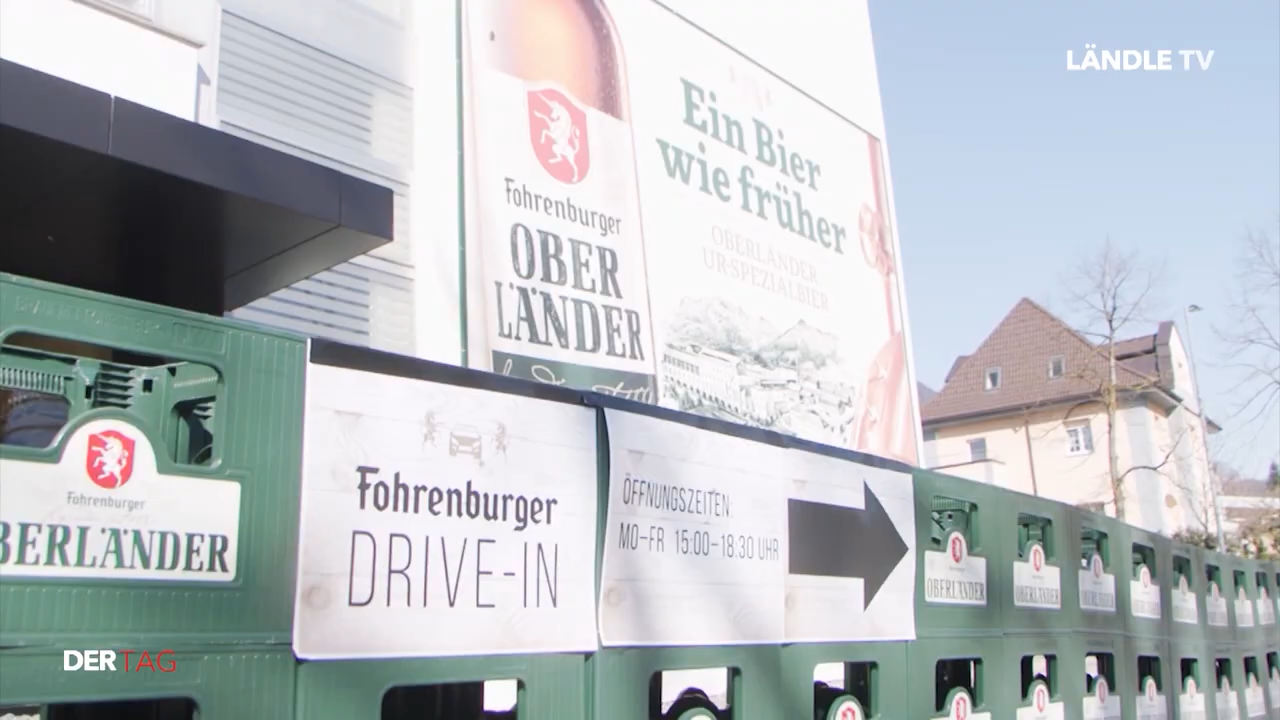 LÄNDLE TV
Ein Bier
wie früher
OBERLÄNDER
UR-SPEZIALBIER
Fohrenburger
OBER
LÄNDER
Fohrenburger
BERLÄNDER
Fohrenburger
DRIVE-IN
ÖFFNUNGSZEITEN:
MO-FR 15:00-18.30 UHR
OBERLÄNDER
OBERLÄNDER
OBERLÄNDER
DER TAG